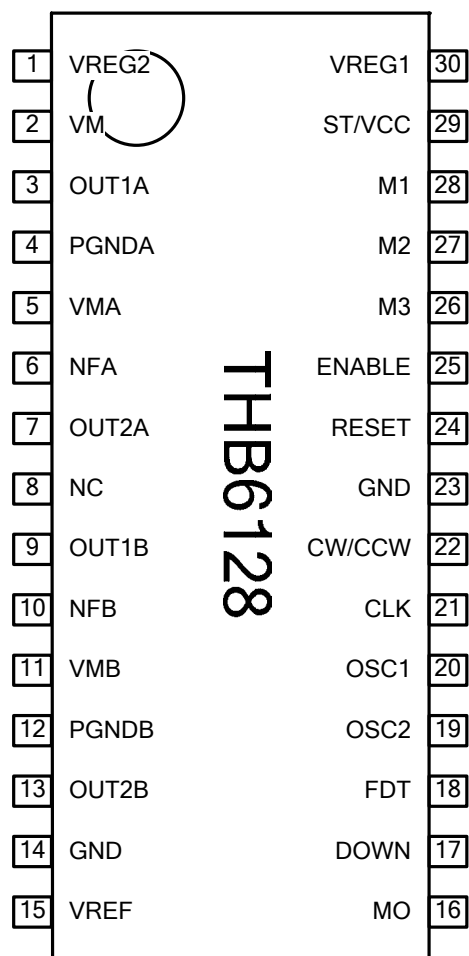 1 VREG2 VREG1 30
2 VM ST/VCC 29
3 OUT1A M1 28
4 PGNDA M2 27
5 VMA M3 26
6 NFA ENABLE 25
7 OUT2A RESET 24
8 NC GND 23
9 OUT1B CW/CCW 22
10 NFB CLK 21
11 VMB OSC1 20
12 PGNDB OSC2 19
13 OUT2B FDT 18
14 GND DOWN 17
15 VREF MO 16
THB6128